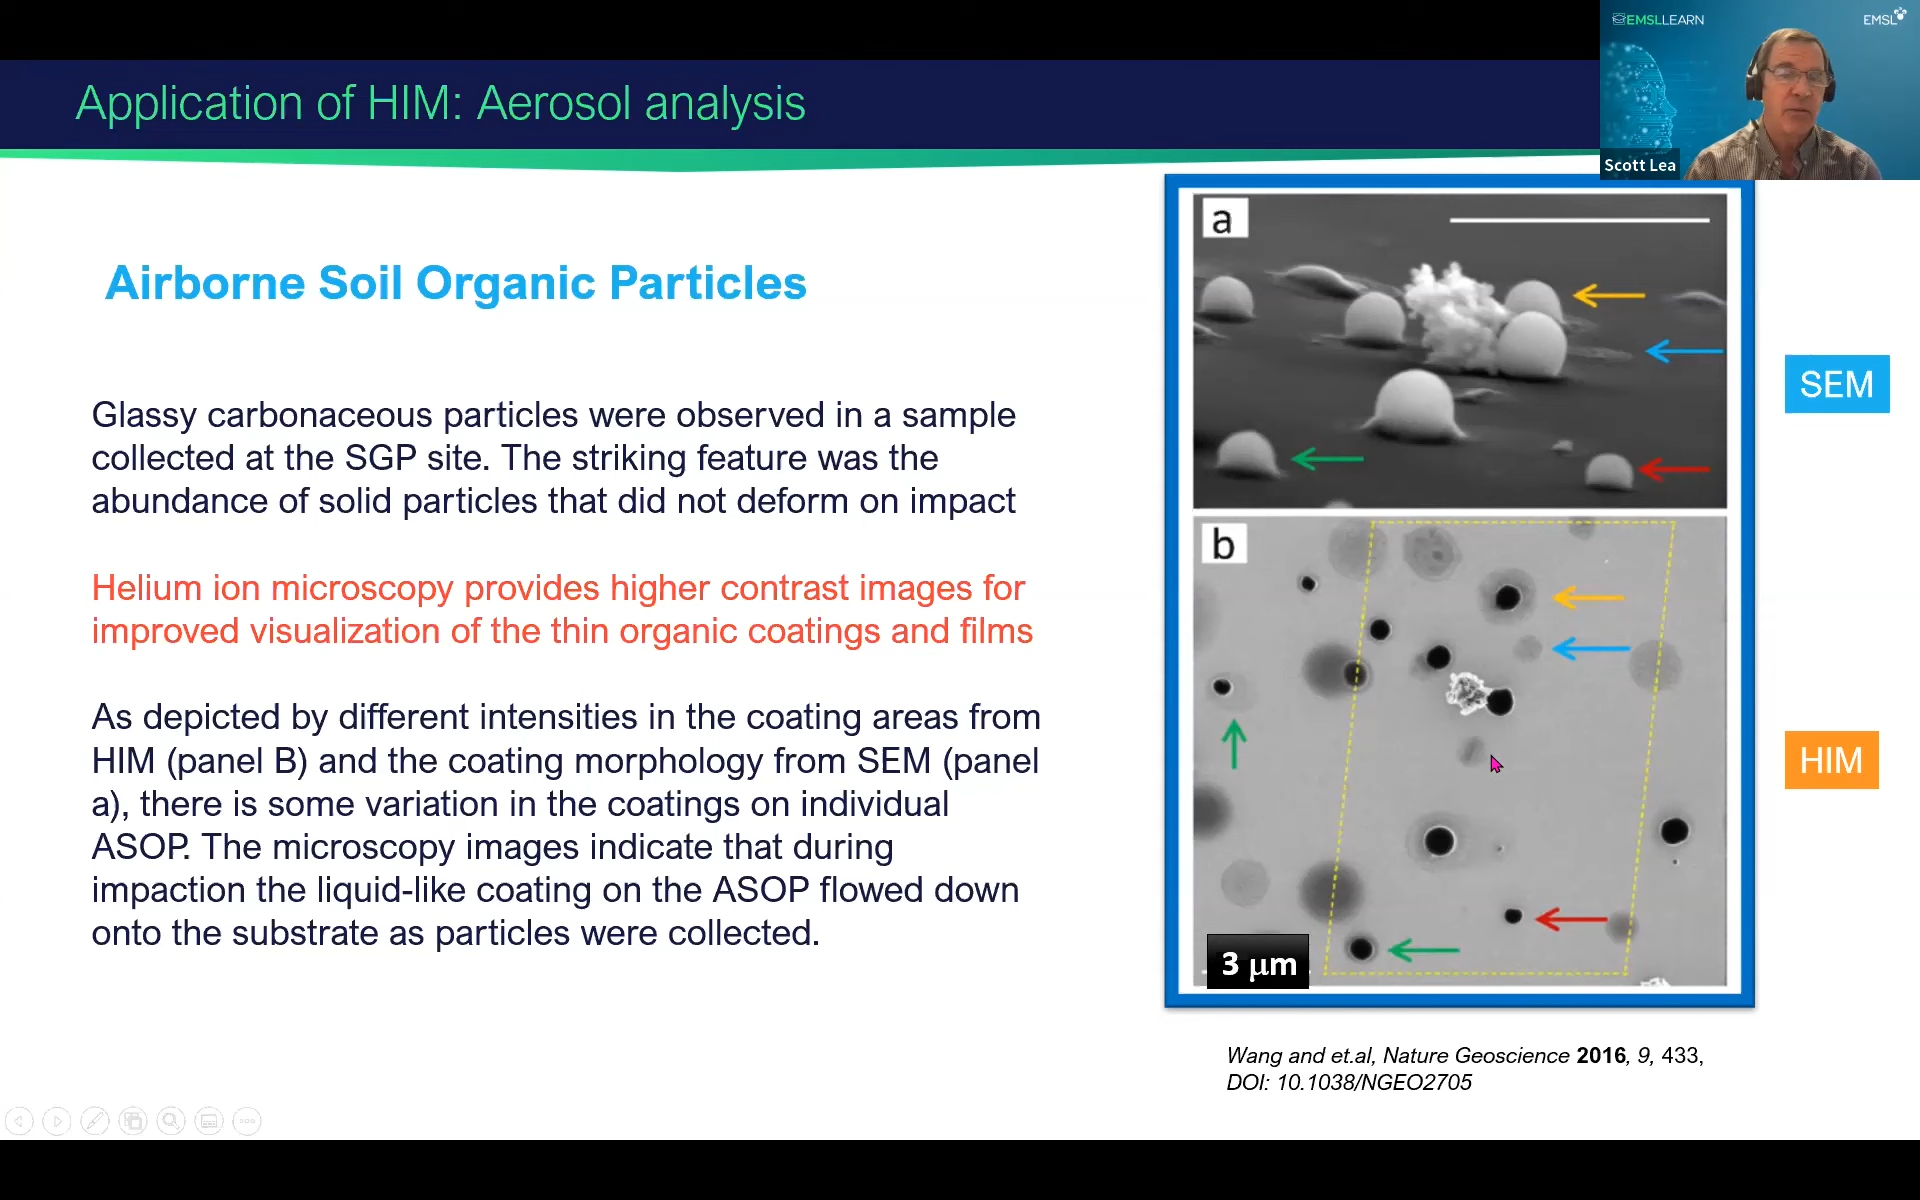 Application of HIM: Aerosol analysis
EMSLLEARN
EMSL
Scott Lea
Airborne Soil Organic Particles
Glassy carbonaceous particles were observed in a sample
collected at the SGP site. The striking feature was the
abundance of solid particles that did not deform on impact
Helium ion microscopy provides higher contrast images for
improved visualization of the thin organic coatings and films
As depicted by different intensities in the coating areas from
HIM (panel B) and the coating morphology from SEM (panel
a), there is some variation in the coatings on individual
ASOP. The microscopy images indicate that during
impaction the liquid-like coating on the ASOP flowed down
onto the substrate as particles were collected.
a
SEM
b
HIM
3 μm
Wang and et.al, Nature Geoscience 2016, 9, 433,
DOI: 10.1038/NGEO2705